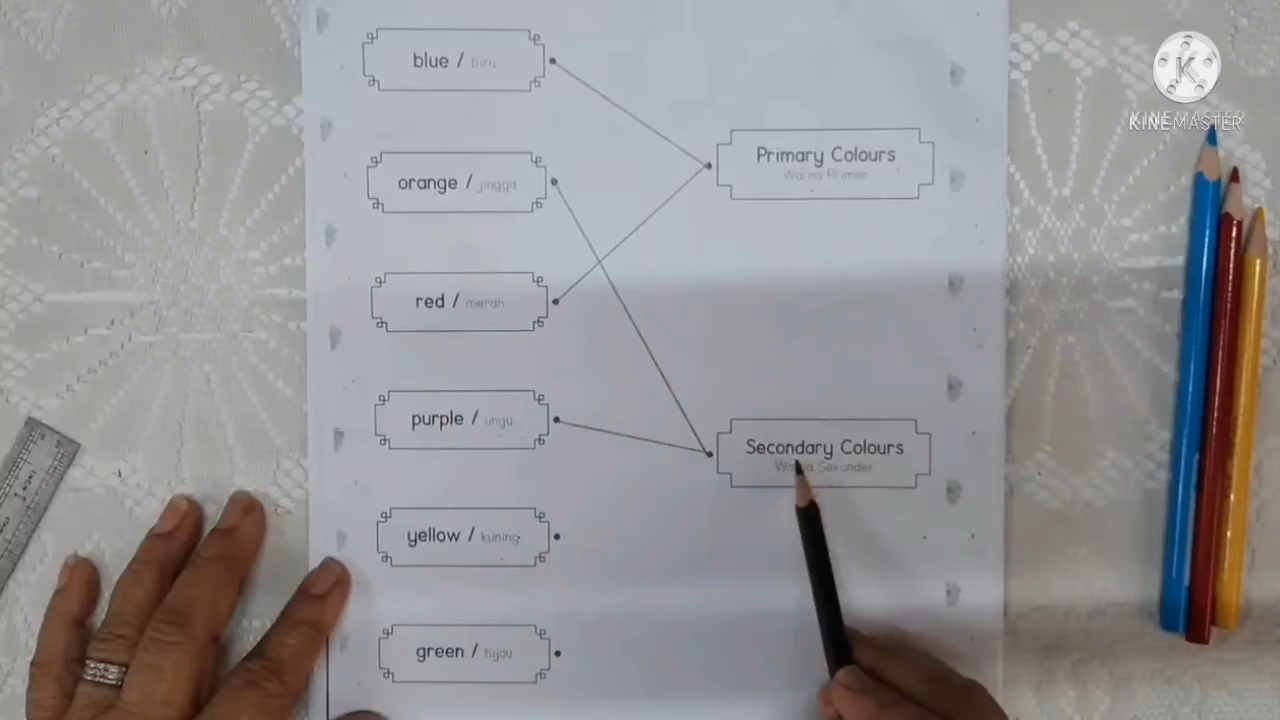 blue / biru
orange / jingga
red / merah
purple / ungu
yellow / kuning
green / hijau
Primary Colours
Warna Primer
Secondary Colours
Sekunder
K
KINEMASTER